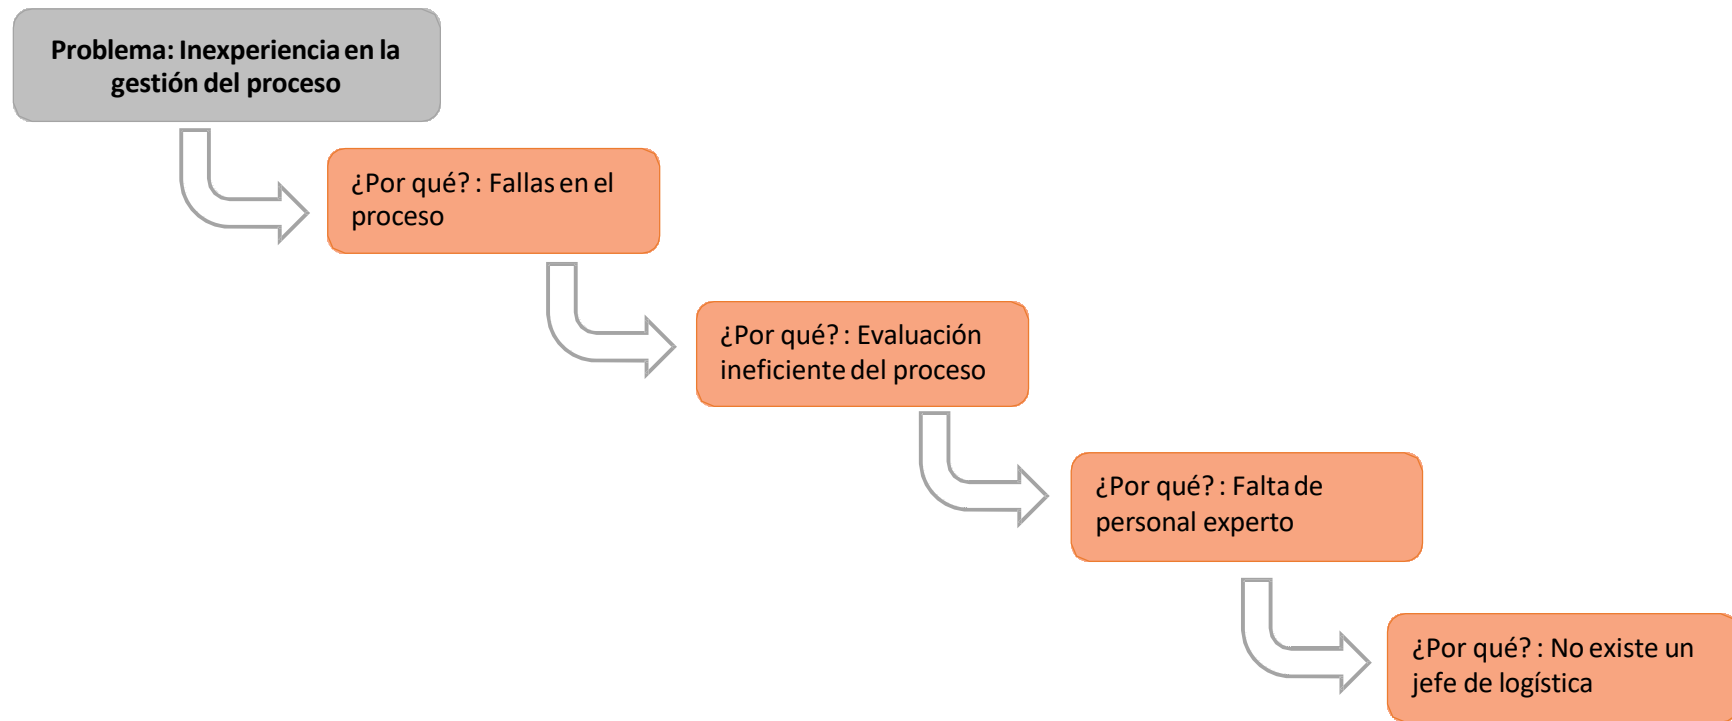 Problema: Inexperiencia en la
gestión del proceso
¿Por qué? : Fallas en el
proceso
¿Por qué? : Evaluación
ineficiente del proceso
¿Por qué? : Falta de
personal experto
¿Por qué? : No existe un
jefe de logística